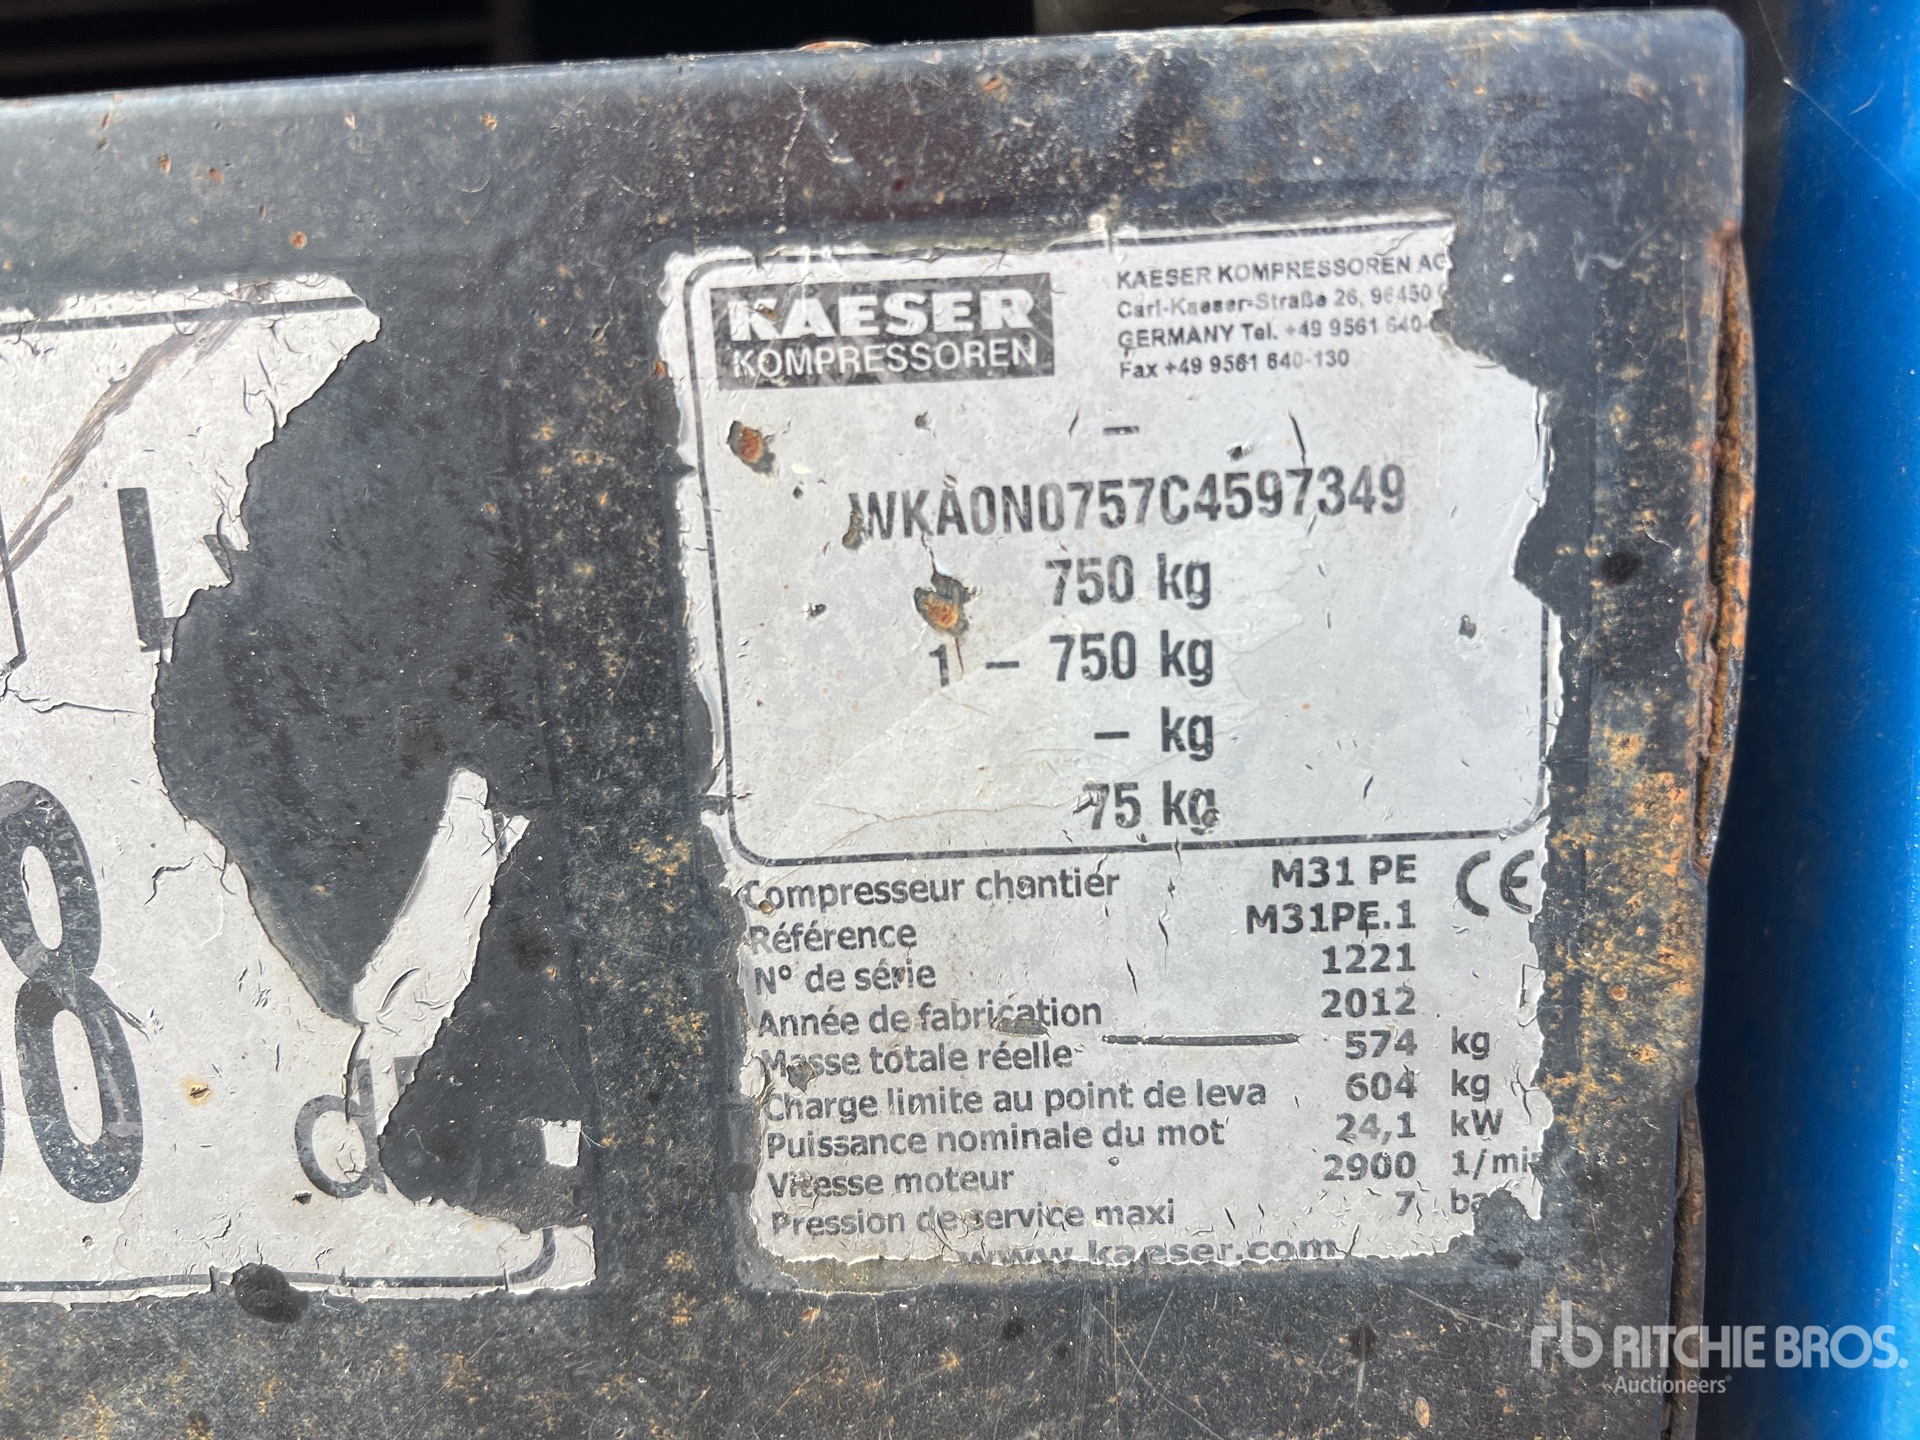 KAESER
KOMPRESSOREN
KAESER KOMPRESSOREN AG
Carl-Kaeser-Straße 26, 96450
GERMANY Tel. +49 9561 640-
Fax +49 9561 640-130
-
WKA0N0757C4597349
750 kg
1 - 750 kg
- kg
75 kg
Compresseur chantier M31 PE CE
Référence M31PE.1
N° de série 1221
Année de fabrication 2012
Masse totale réelle 574 kg
Charge limite au point de leva 604 kg
Puissance nominale du mot 24,1 kW
Vitesse moteur 2900 1/min
Pression de service maxi 7
www.kaeser.com
rb RITCHIE BROS.
Auctioneers